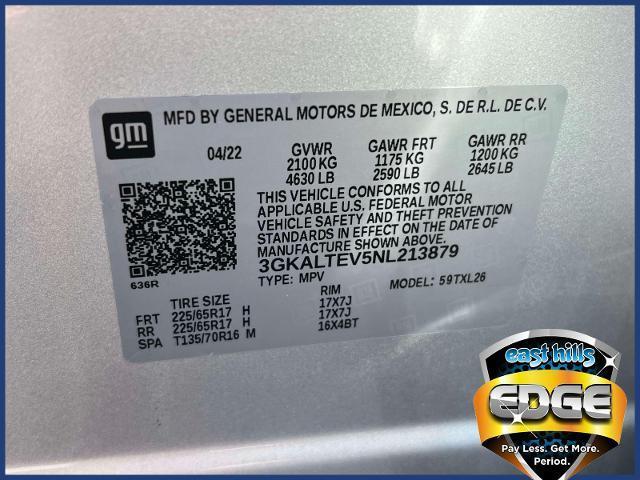 gm
MFD BY GENERAL MOTORS DE MEXICO, S. DE R.L. DE C.V.
04/22 GVWR GAWR FRT GAWR RR
2100 KG 1175 KG 1200 KG
4630 LB 2590 LB 2645 LB
THIS VEHICLE CONFORMS TO ALL
APPLICABLE U.S. FEDERAL MOTOR
VEHICLE SAFETY AND THEFT PREVENTION
STANDARDS IN EFFECT ON THE DATE OF
MANUFACTURE SHOWN ABOVE.
3GKALTEV5NL213879
636R TYPE: MPV MODEL: 59TXL26
TIRE SIZE RIM
FRT 225/65R17 H 17X7J
RR 225/65R17 H 17X7J
SPA T135/70R16 M 16X4BT
east hills
EDGE
Pay Less. Get More.
Period.